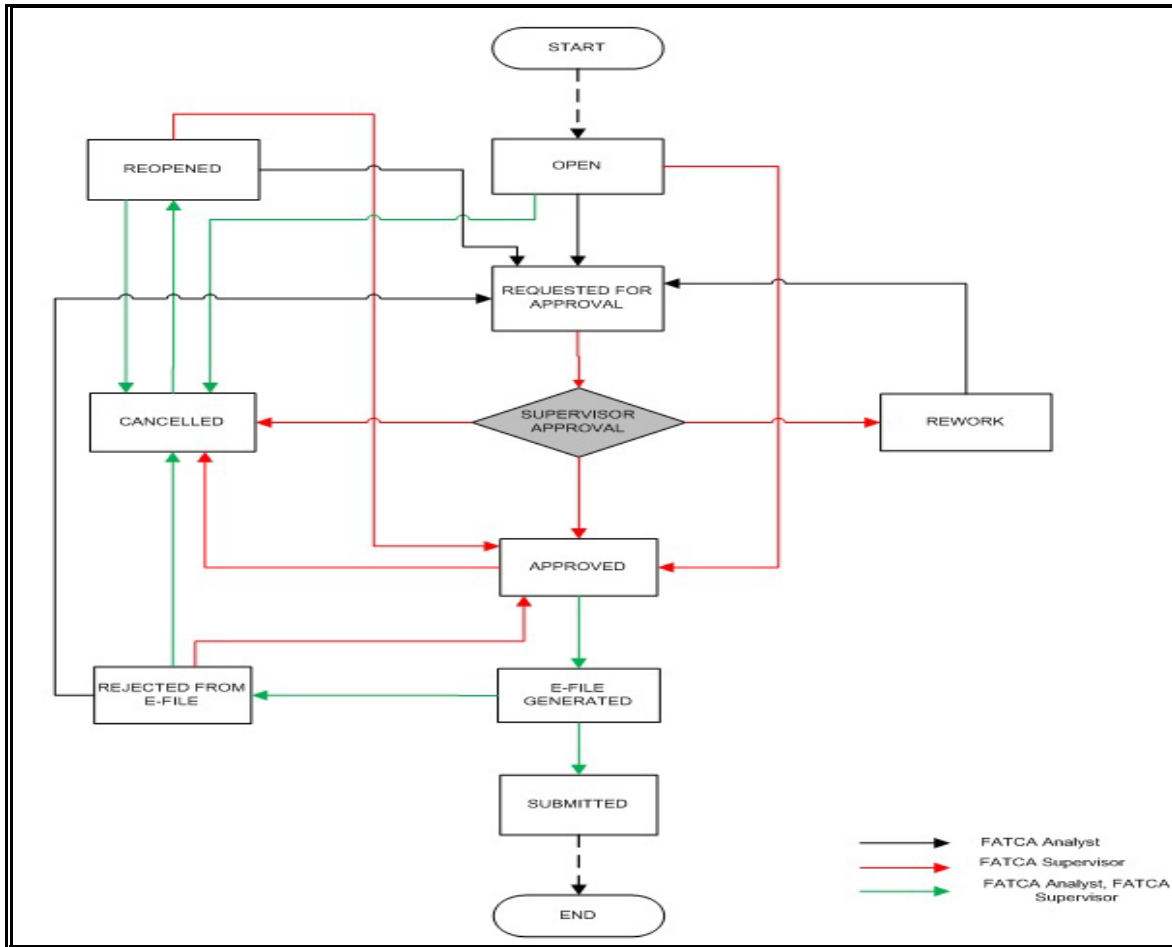 START
REOPENED
OPEN
REQUESTED FOR
APPROVAL
CANCELLED
SUPERVISOR
APPROVAL
REWORK
APPROVED
REJECTED FROM
E-FILE
E-FILE
GENERATED
SUBMITTED
FATCA Analyst
FATCA Supervisor
FATCA Analyst, FATCA
Supervisor
END